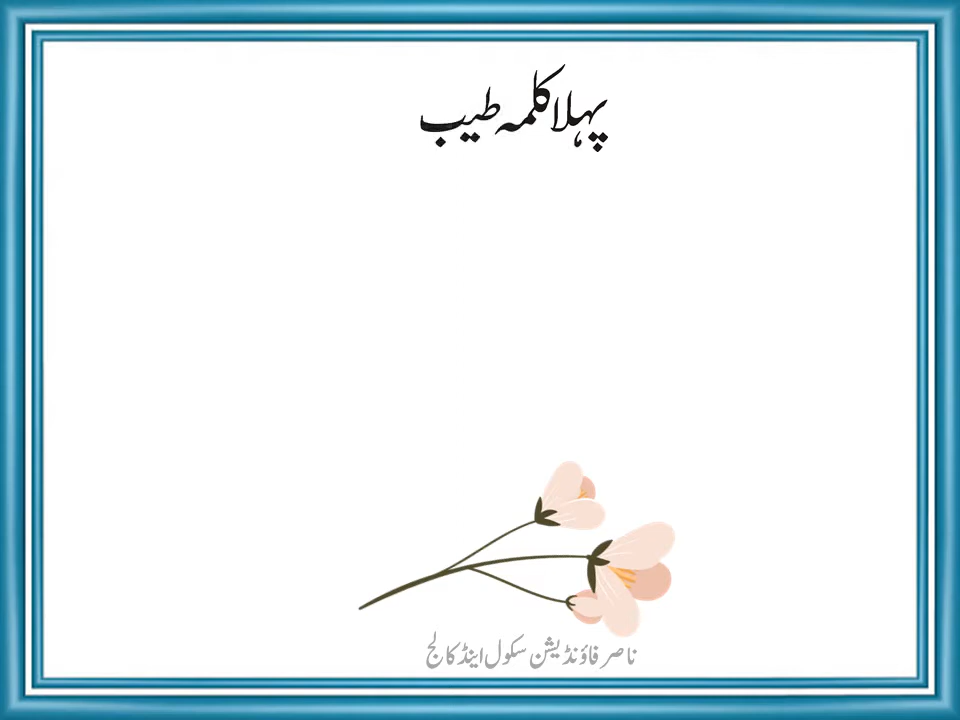 پہلا کلمہ طیب
ناصر فاؤنڈیشن سکول اینڈ کالج